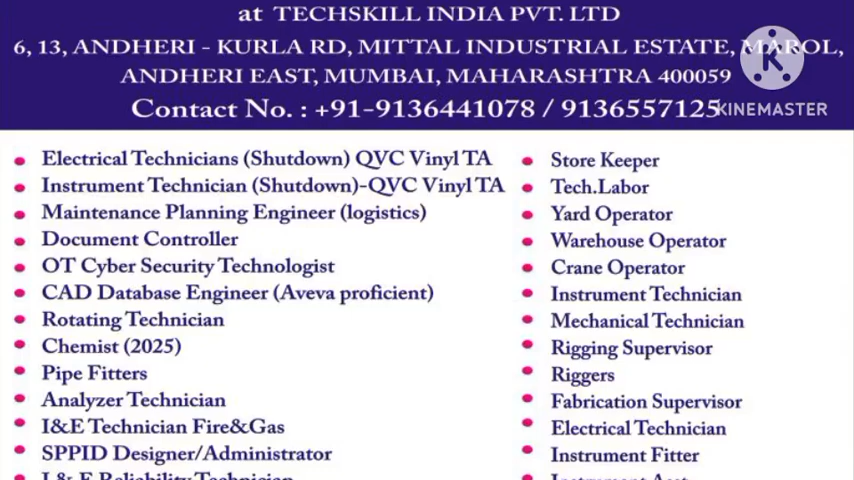 at TECHSKILL INDIA PVT. LTD
6, 13, ANDHERI - KURLA RD, MITTAL INDUSTRIAL ESTATE, MAROL,
ANDHERI EAST, MUMBAI, MAHARASHTRA 400059
Contact No. : +91-9136441078 / 9136557125
KINEMASTER
Electrical Technicians (Shutdown) QVC Vinyl TA
Instrument Technician (Shutdown)-QVC Vinyl TA
Maintenance Planning Engineer (logistics)
Document Controller
OT Cyber Security Technologist
CAD Database Engineer (Aveva proficient)
Rotating Technician
Chemist (2025)
Pipe Fitters
Analyzer Technician
I&E Technician Fire&Gas
SPPID Designer/Administrator
I & E Reliability Technician
Store Keeper
Tech.Labor
Yard Operator
Warehouse Operator
Crane Operator
Instrument Technician
Mechanical Technician
Rigging Supervisor
Riggers
Fabrication Supervisor
Electrical Technician
Instrument Fitter
Instrument Asst